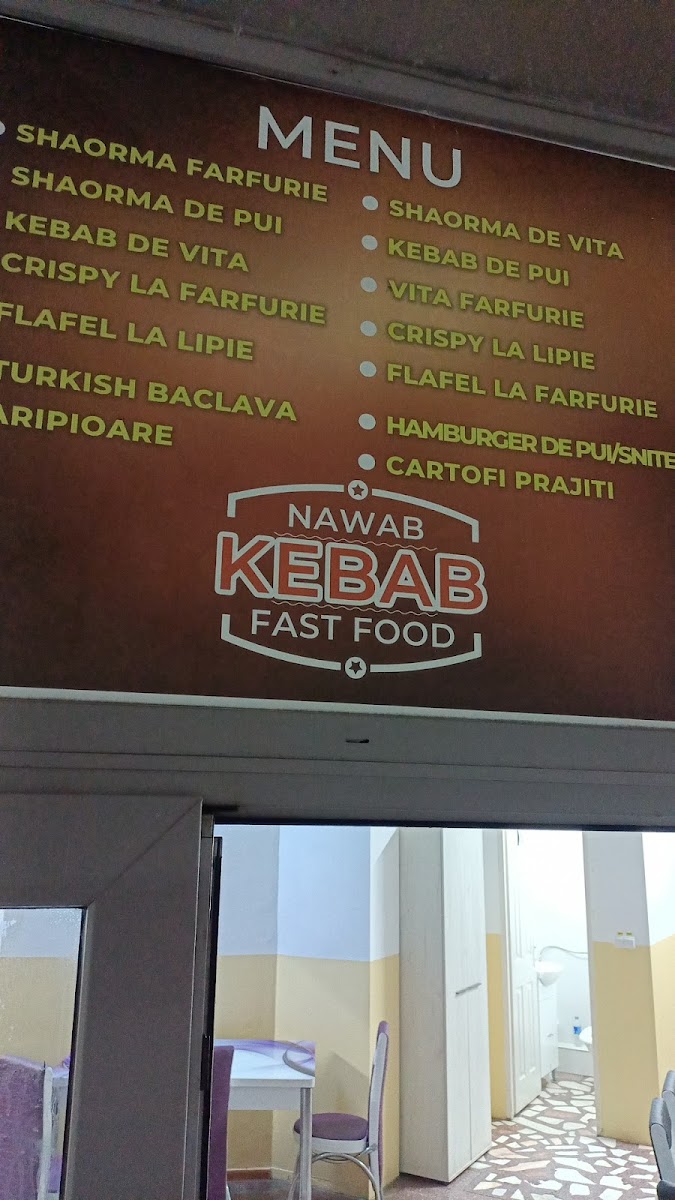 MENU
SHAORMA FARFURIE
SHAORMA DE PUI
KEBAB DE VITA
CRISPY LA FARFURIE
FLAFEL LA LIPIE
TURKISH BACLAVA
ARIPIOARE
SHAORMA DE VITA
KEBAB DE PUI
VITA FARFURIE
CRISPY LA LIPIE
FLAFEL LA FARFURIE
HAMBURGER DE PUI/SNITE
CARTOFI PRAJITI
NAWAB
KEBAB
FAST FOOD